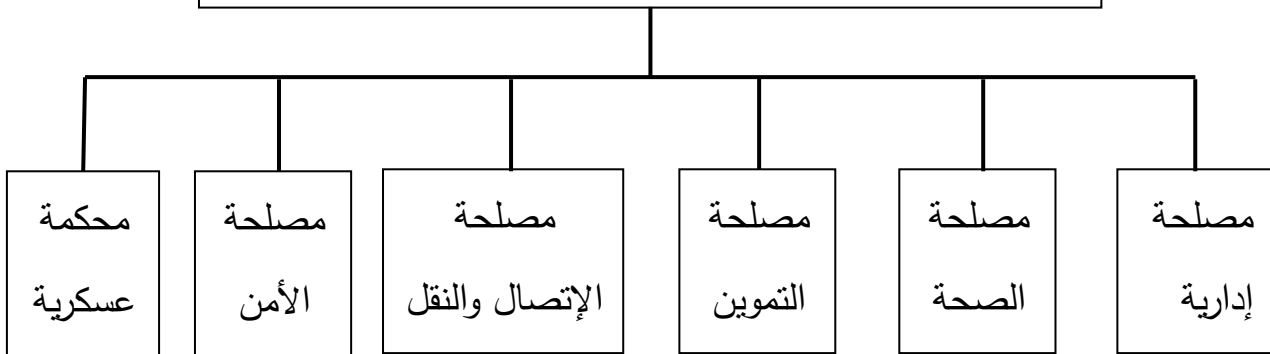 مصلحة
إدارية
مصلحة
الصحة
مصلحة
التموين
مصلحة
الإتصال والنقل
مصلحة
الأمن
محكمة
عسكرية